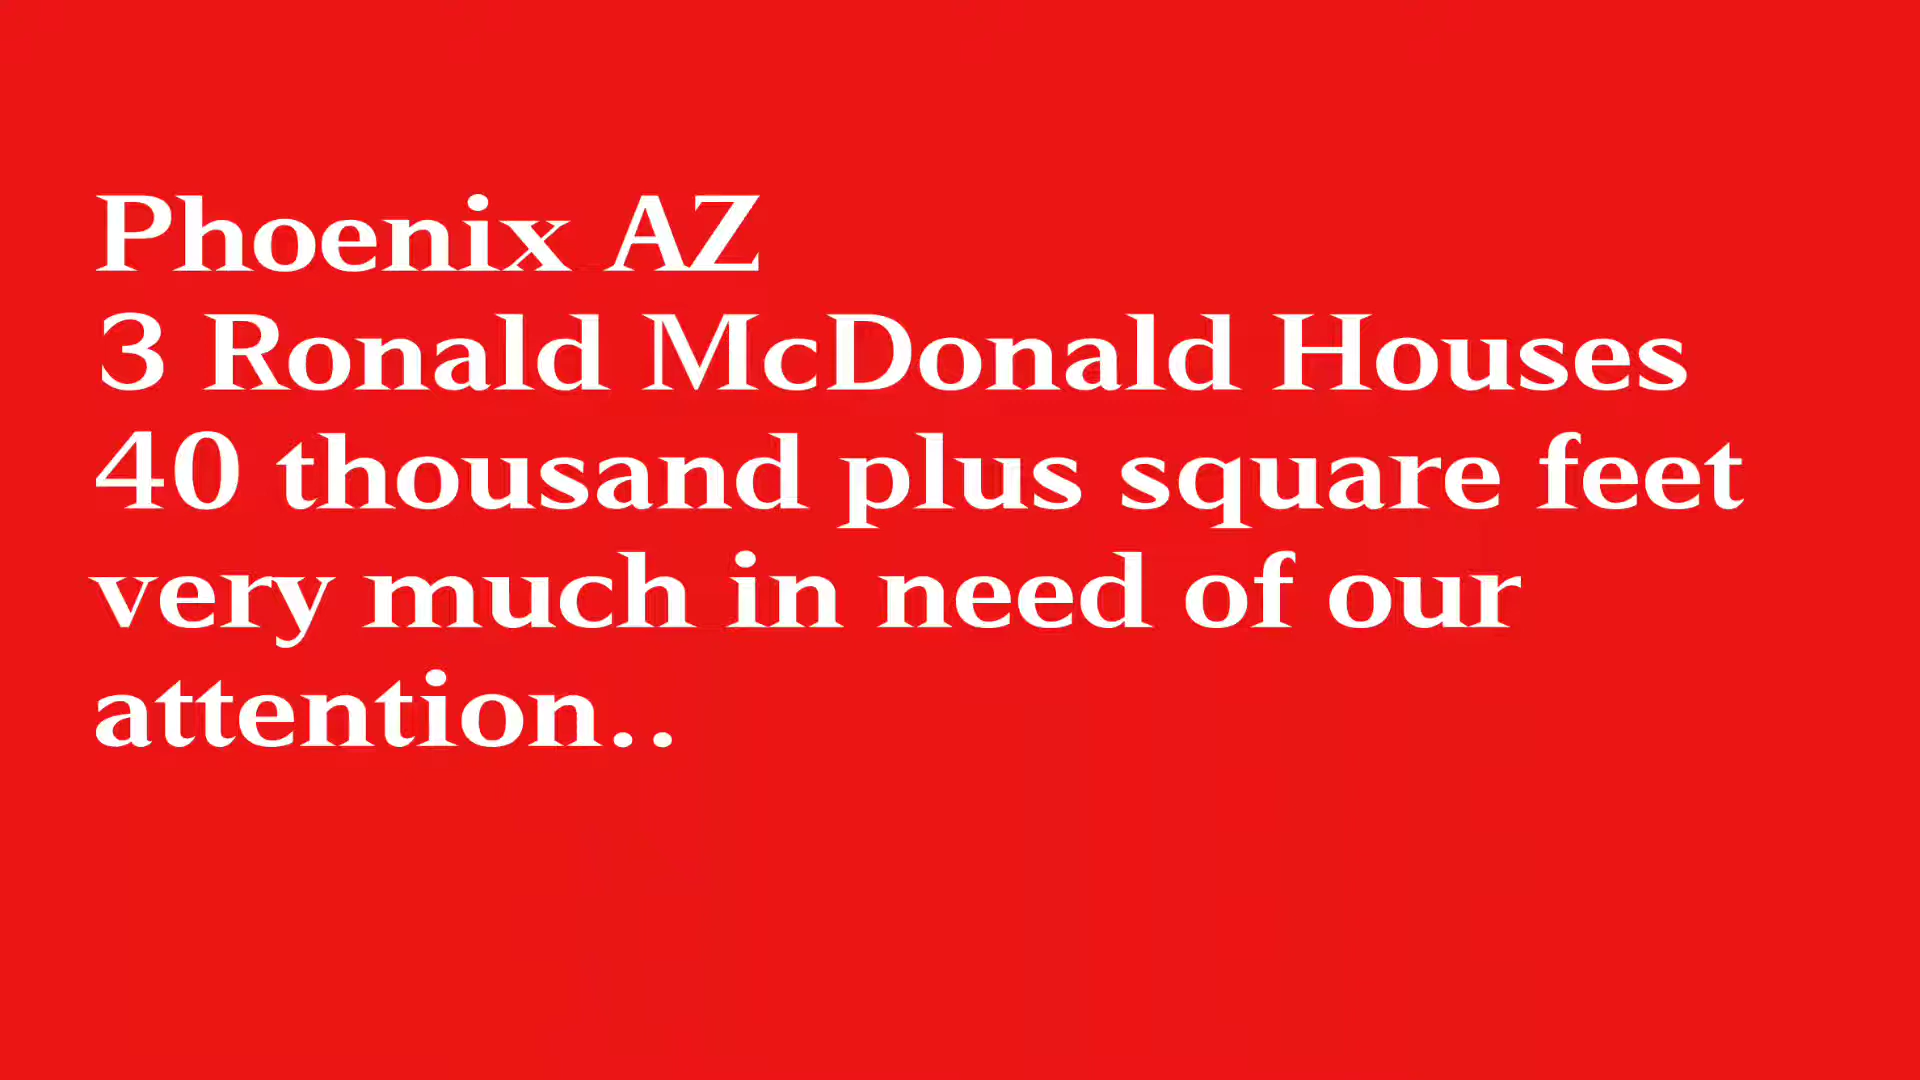 Phoenix AZ
3 Ronald McDonald Houses
40 thousand plus square feet
very much in need of our
attention..